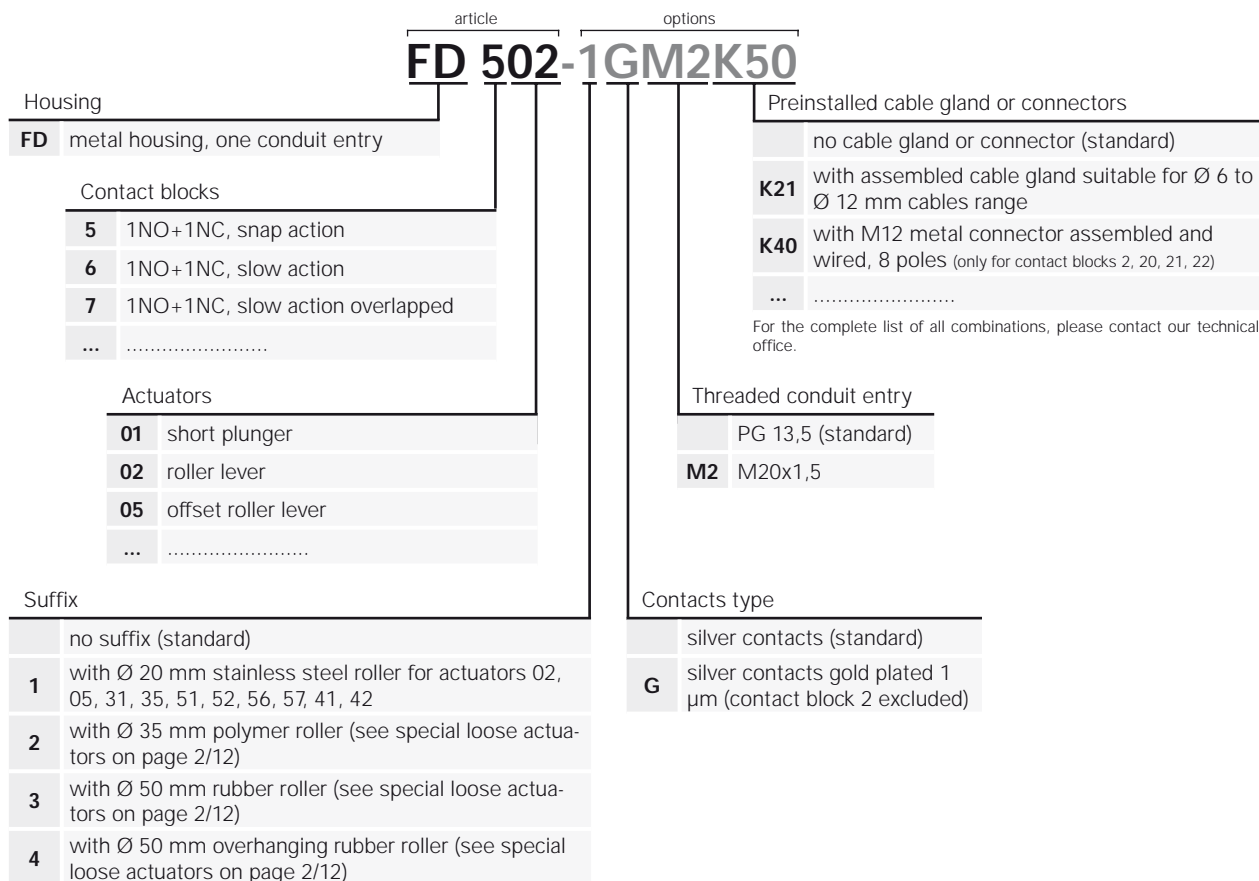 article
options
FD 502-1GM2K50
Housing
FD metal housing, one conduit entry
Contact blocks
5 1NO+1NC, snap action
6 1NO+1NC, slow action
7 1NO+1NC, slow action overlapped
... ........................
Actuators
01 short plunger
02 roller lever
05 offset roller lever
... ........................
Suffix
no suffix (standard)
1 with Ø 20 mm stainless steel roller for actuators 02,
05, 31, 35, 51, 52, 56, 57, 41, 42
2 with Ø 35 mm polymer roller (see special loose actua-
tors on page 2/12)
3 with Ø 50 mm rubber roller (see special loose actua-
tors on page 2/12)
4 with Ø 50 mm overhanging rubber roller (see special
loose actuators on page 2/12)
Preinstalled cable gland or connectors
no cable gland or connector (standard)
K21 with assembled cable gland suitable for Ø 6 to
Ø 12 mm cables range
K40 with M12 metal connector assembled and
wired, 8 poles (only for contact blocks 2, 20, 21, 22)
... ........................
For the complete list of all combinations, please contact our technical
office.
Threaded conduit entry
PG 13,5 (standard)
M2 M20x1,5
Contacts type
silver contacts (standard)
G silver contacts gold plated 1
µm (contact block 2 excluded)